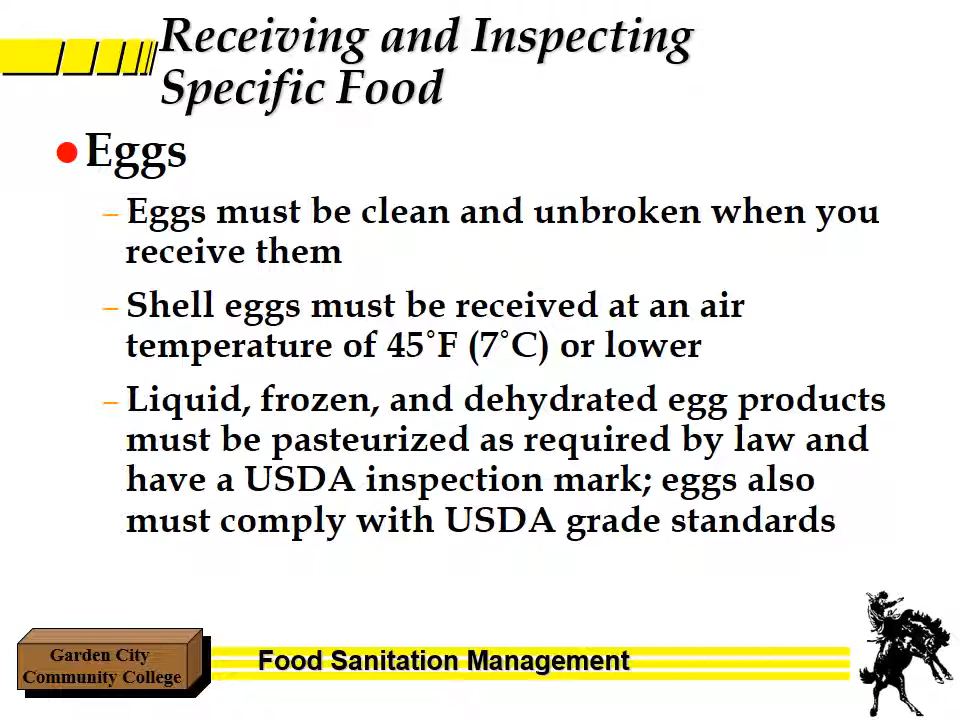 Receiving and Inspecting
Specific Food
Eggs
– Eggs must be clean and unbroken when you
receive them
– Shell eggs must be received at an air
temperature of 45˚F (7˚C) or lower
– Liquid, frozen, and dehydrated egg products
must be pasteurized as required by law and
have a USDA inspection mark; eggs also
must comply with USDA grade standards
Garden City
Community College
Food Sanitation Management